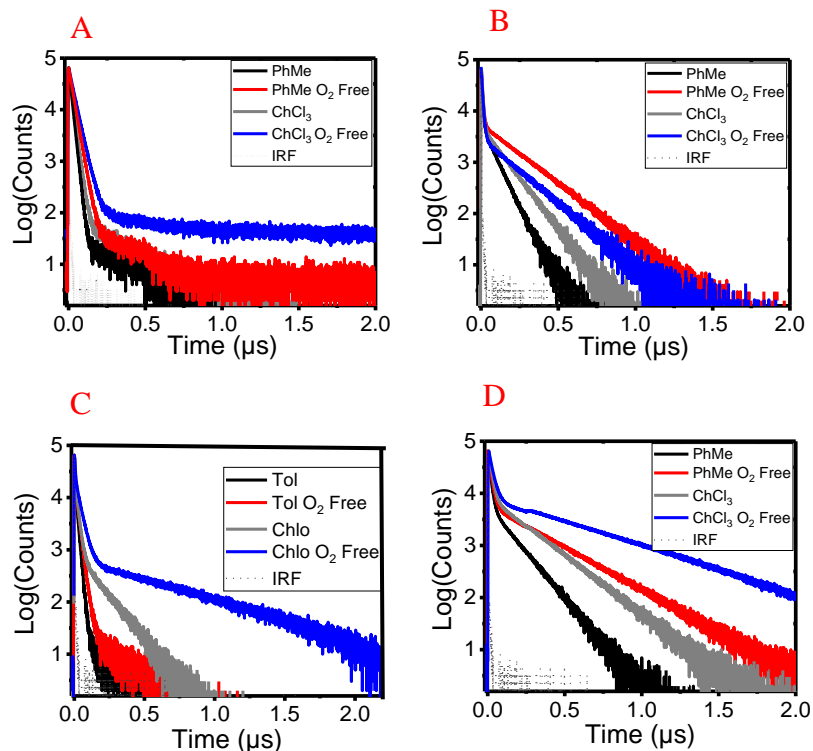 A
5
4
3
2
1
Log(Counts)
PhMe
PhMe O₂ Free
ChCl₃
ChCl₃ O₂ Free
IRF
0.0 0.5 1.0 1.5 2.0
Time (µs)
B
5
4
3
2
1
Log(Counts)
PhMe
PhMe O₂ Free
ChCl₃
ChCl₃ O₂ Free
IRF
0.0 0.5 1.0 1.5 2.0
Time (µs)
C
5
4
3
2
1
Log(Counts)
Tol
Tol O₂ Free
Chlo
Chlo O₂ Free
IRF
0.0 0.5 1.0 1.5 2.0
Time (µs)
D
5
4
3
2
1
Log(Counts)
PhMe
PhMe O₂ Free
ChCl₃
ChCl₃ O₂ Free
IRF
0.0 0.5 1.0 1.5 2.0
Time (µs)